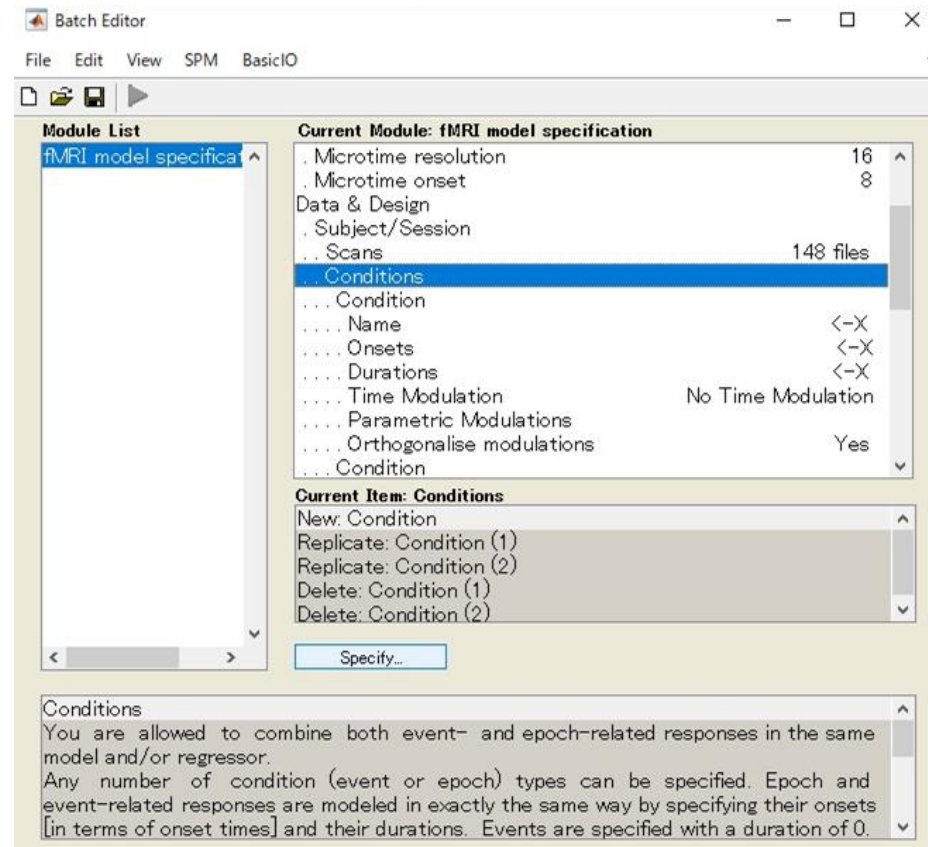 Batch Editor
File Edit View SPM BasicIO
Module List
fMRI model specificat
Current Module: fMRI model specification
. Microtime resolution 16
. Microtime onset 8
Data & Design
. Subject/Session
. . Scans 148 files
. . Conditions
. . . Condition
. . . . Name <-X
. . . . Onsets <-X
. . . . Durations <-X
. . . . Time Modulation No Time Modulation
. . . . Parametric Modulations
. . . . Orthogonalise modulations Yes
. . . Condition
Current Item: Conditions
New: Condition
Replicate: Condition (1)
Replicate: Condition (2)
Delete: Condition (1)
Delete: Condition (2)
Specify...
Conditions
You are allowed to combine both event- and epoch-related responses in the same
model and/or regressor.
Any number of condition (event or epoch) types can be specified. Epoch and
event-related responses are modeled in exactly the same way by specifying their onsets
[in terms of onset times] and their durations. Events are specified with a duration of 0.